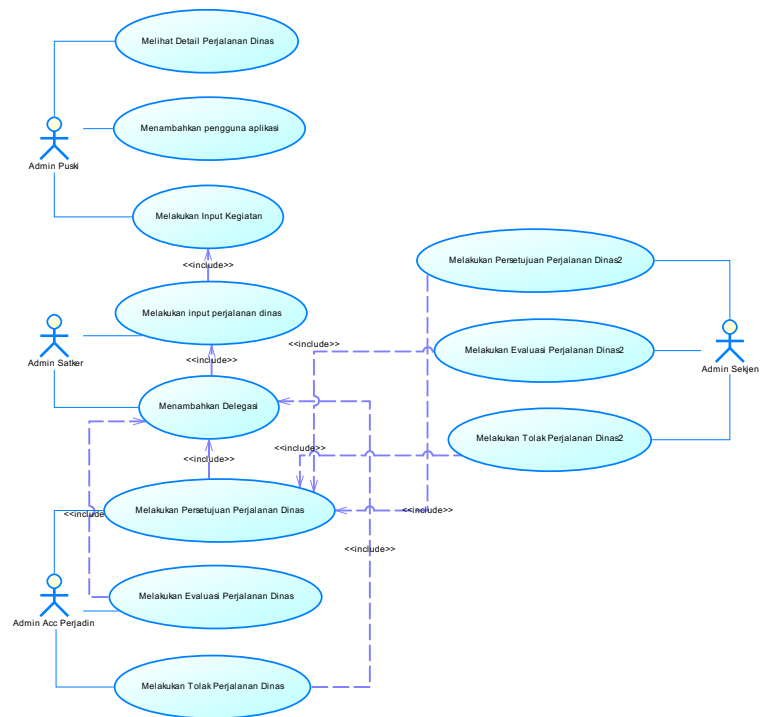 Melihat Detail Perjalanan Dinas
Menambahkan pengguna aplikasi
Admin Puski
Melakukan Input Kegiatan
<<include>>
Melakukan Persetujuan Perjalanan Dinas2
Melakukan input perjalanan dinas
<<include>>
Melakukan Evaluasi Perjalanan Dinas2
Admin Satker
<<include>>
Admin Sekjen
Menambahkan Delegasi
<<include>>
Melakukan Tolak Perjalanan Dinas2
<<include>>
Melakukan Persetujuan Perjalanan Dinas
<<include>>
<<include
<<include>>
Melakukan Evaluasi Perjalanan Dinas
Admin Acc Perjadin
Melakukan Tolak Perjalanan Dinas